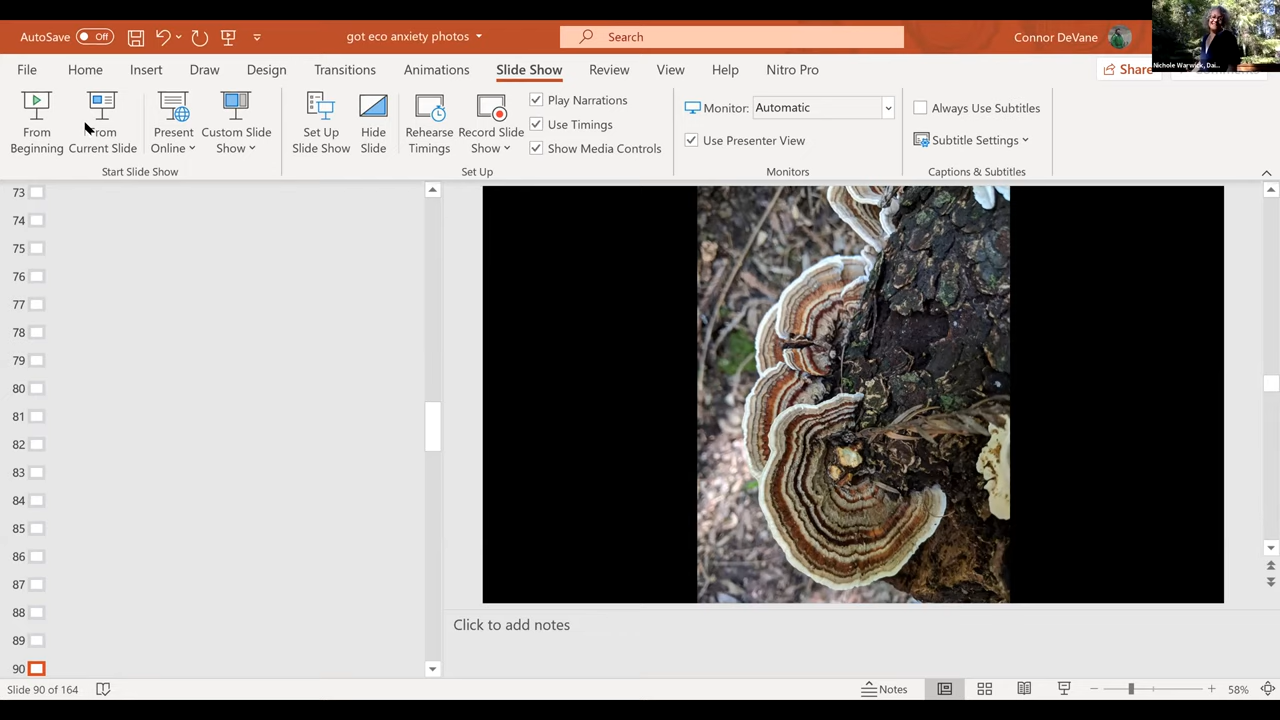 AutoSave Off got eco anxiety photos Search Connor DeVane
Nichole Warwick, Dai...
File Home Insert Draw Design Transitions Animations Slide Show Review View Help Nitro Pro Share Comments
From Beginning
From Current Slide
Present Online
Custom Slide Show
Set Up Slide Show
Hide Slide
Rehearse Timings
Record Slide Show
Play Narrations
Use Timings
Show Media Controls
Monitor: Automatic
Use Presenter View
Always Use Subtitles
Subtitle Settings
Start Slide Show Set Up Monitors Captions & Subtitles
73
74
75
76
77
78
79
80
81
82
83
84
85
86
87
88
89
90
Click to add notes
Slide 90 of 164 Notes 58%